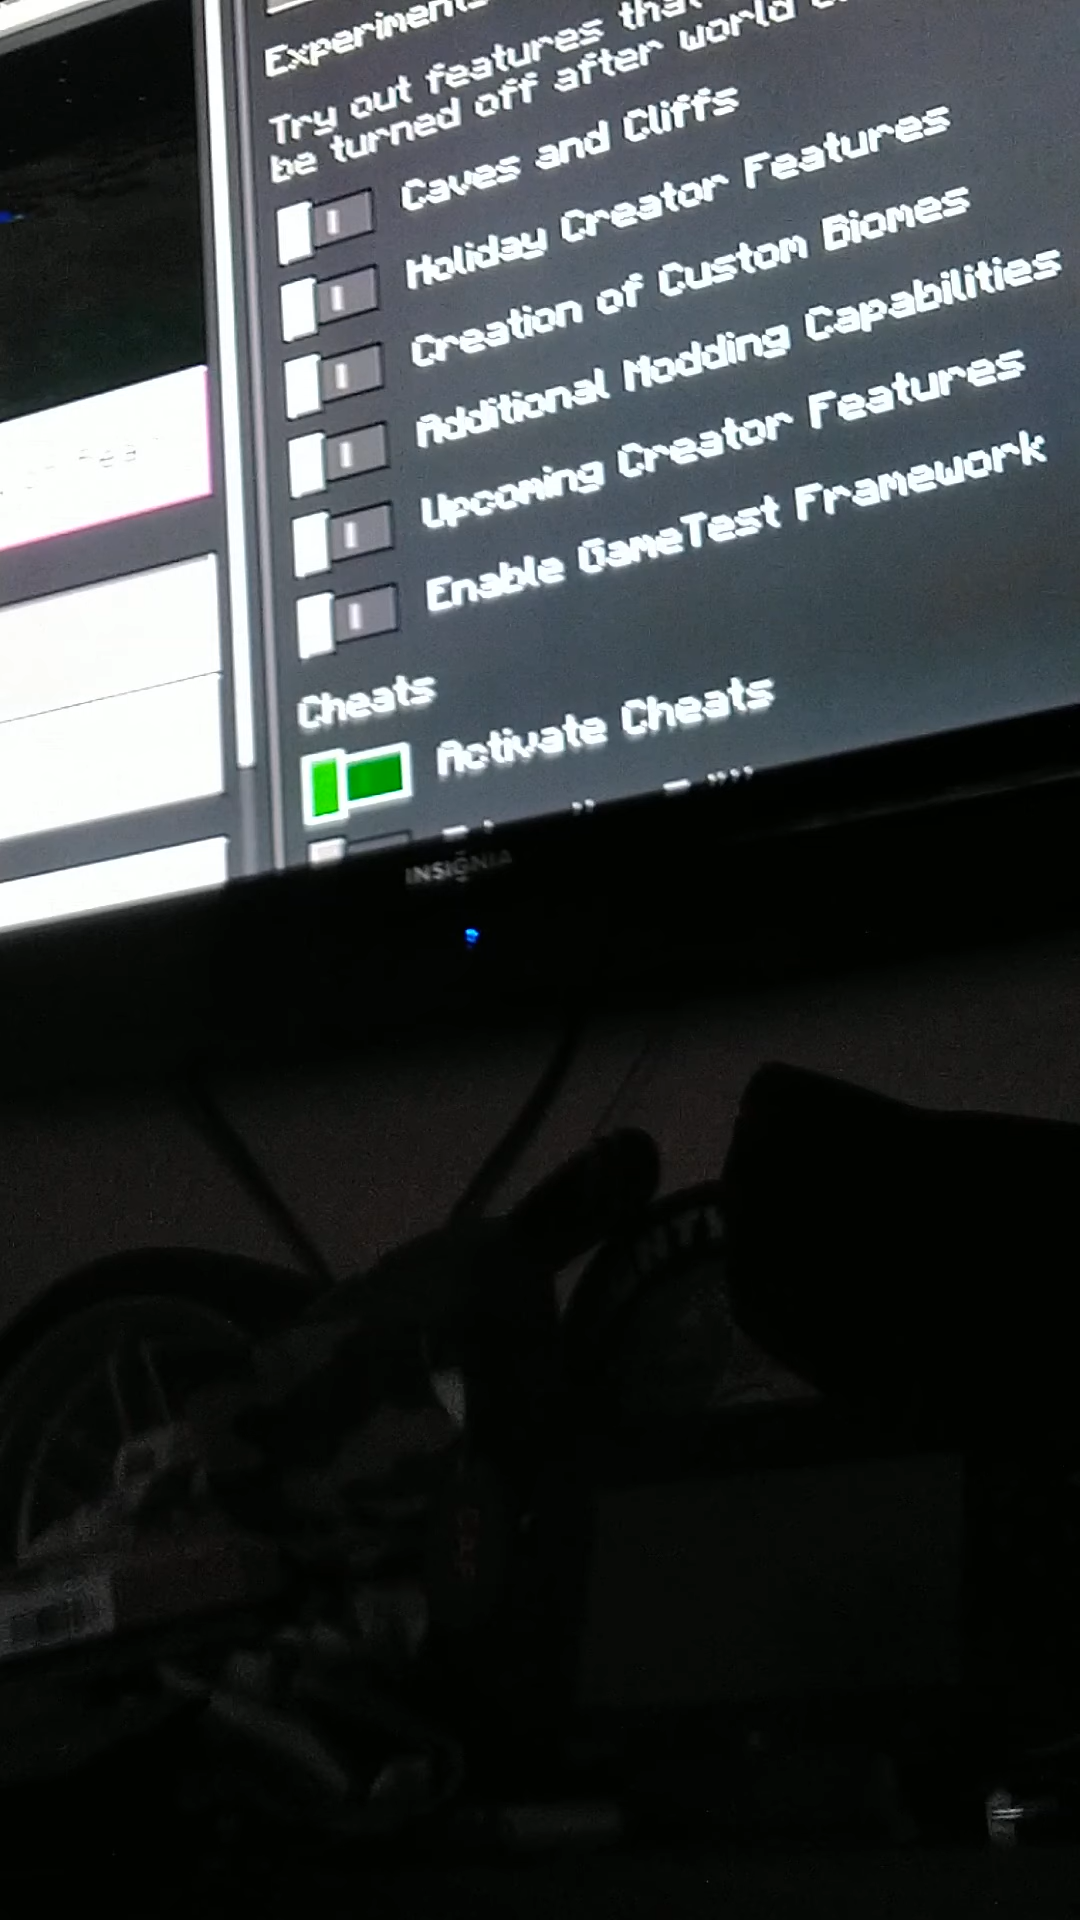 Experiments
Try out features that
be turned off after world
Caves and Cliffs
Holiday Creator Features
Creation of Custom Biomes
Additional Modding Capabilities
Upcoming Creator Features
Enable GameTest Framework
Cheats
Activate Cheats
INSIGNIA